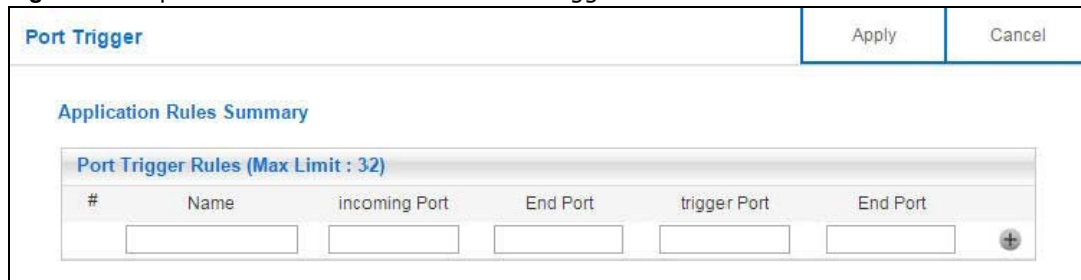 Port Trigger Apply Cancel
Application Rules Summary
Port Trigger Rules (Max Limit : 32)
# Name incoming Port End Port trigger Port End Port